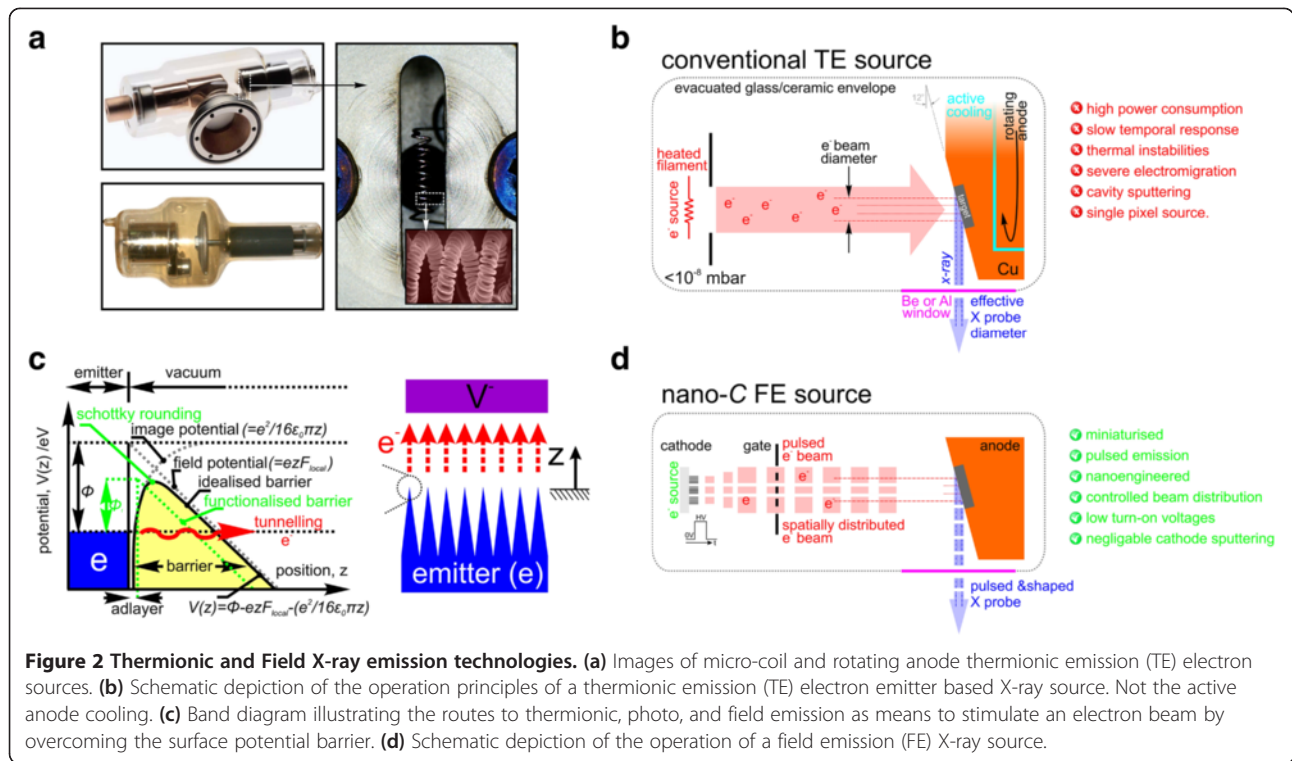 a
b
conventional TE source
evacuated glass/ceramic envelope
12°
active
cooling
rotating
anode
heated
filament
e⁻ source
e⁻ beam
diameter
e⁻ e⁻ e⁻ e⁻ e⁻ e⁻
target
x-ray
Cu
<10⁻⁸ mbar
Be or Al
window
effective
X probe
diameter
high power consumption
slow temporal response
thermal instabilities
severe electromigration
cavity sputtering
single pixel source.
c
emitter
vacuum
schottky rounding
image potential (=e²/16ε₀πz)
field potential (=ezF_local)
idealised barrier
functionalised barrier
potential, V(z) /eV
Φ
Φ
tunnelling
e⁻
e
barrier
position, z
adlayer
V(z)=Φ-ezF_local-(e²/16ε₀πz)
V⁻
e⁻
z
emitter (e)
d
nano-C FE source
cathode
gate
pulsed
e⁻ beam
anode
e⁻ source
e⁻
e⁻ e⁻
HV
0V
T
spatially distributed
e⁻ beam
pulsed &shaped
X probe
miniaturised
pulsed emission
nanoengineered
controlled beam distribution
low turn-on voltages
negligable cathode sputtering
Figure 2 Thermionic and Field X-ray emission technologies. (a) Images of micro-coil and rotating anode thermionic emission (TE) electron
sources. (b) Schematic depiction of the operation principles of a thermionic emission (TE) electron emitter based X-ray source. Not the active
anode cooling. (c) Band diagram illustrating the routes to thermionic, photo, and field emission as means to stimulate an electron beam by
overcoming the surface potential barrier. (d) Schematic depiction of the operation of a field emission (FE) X-ray source.